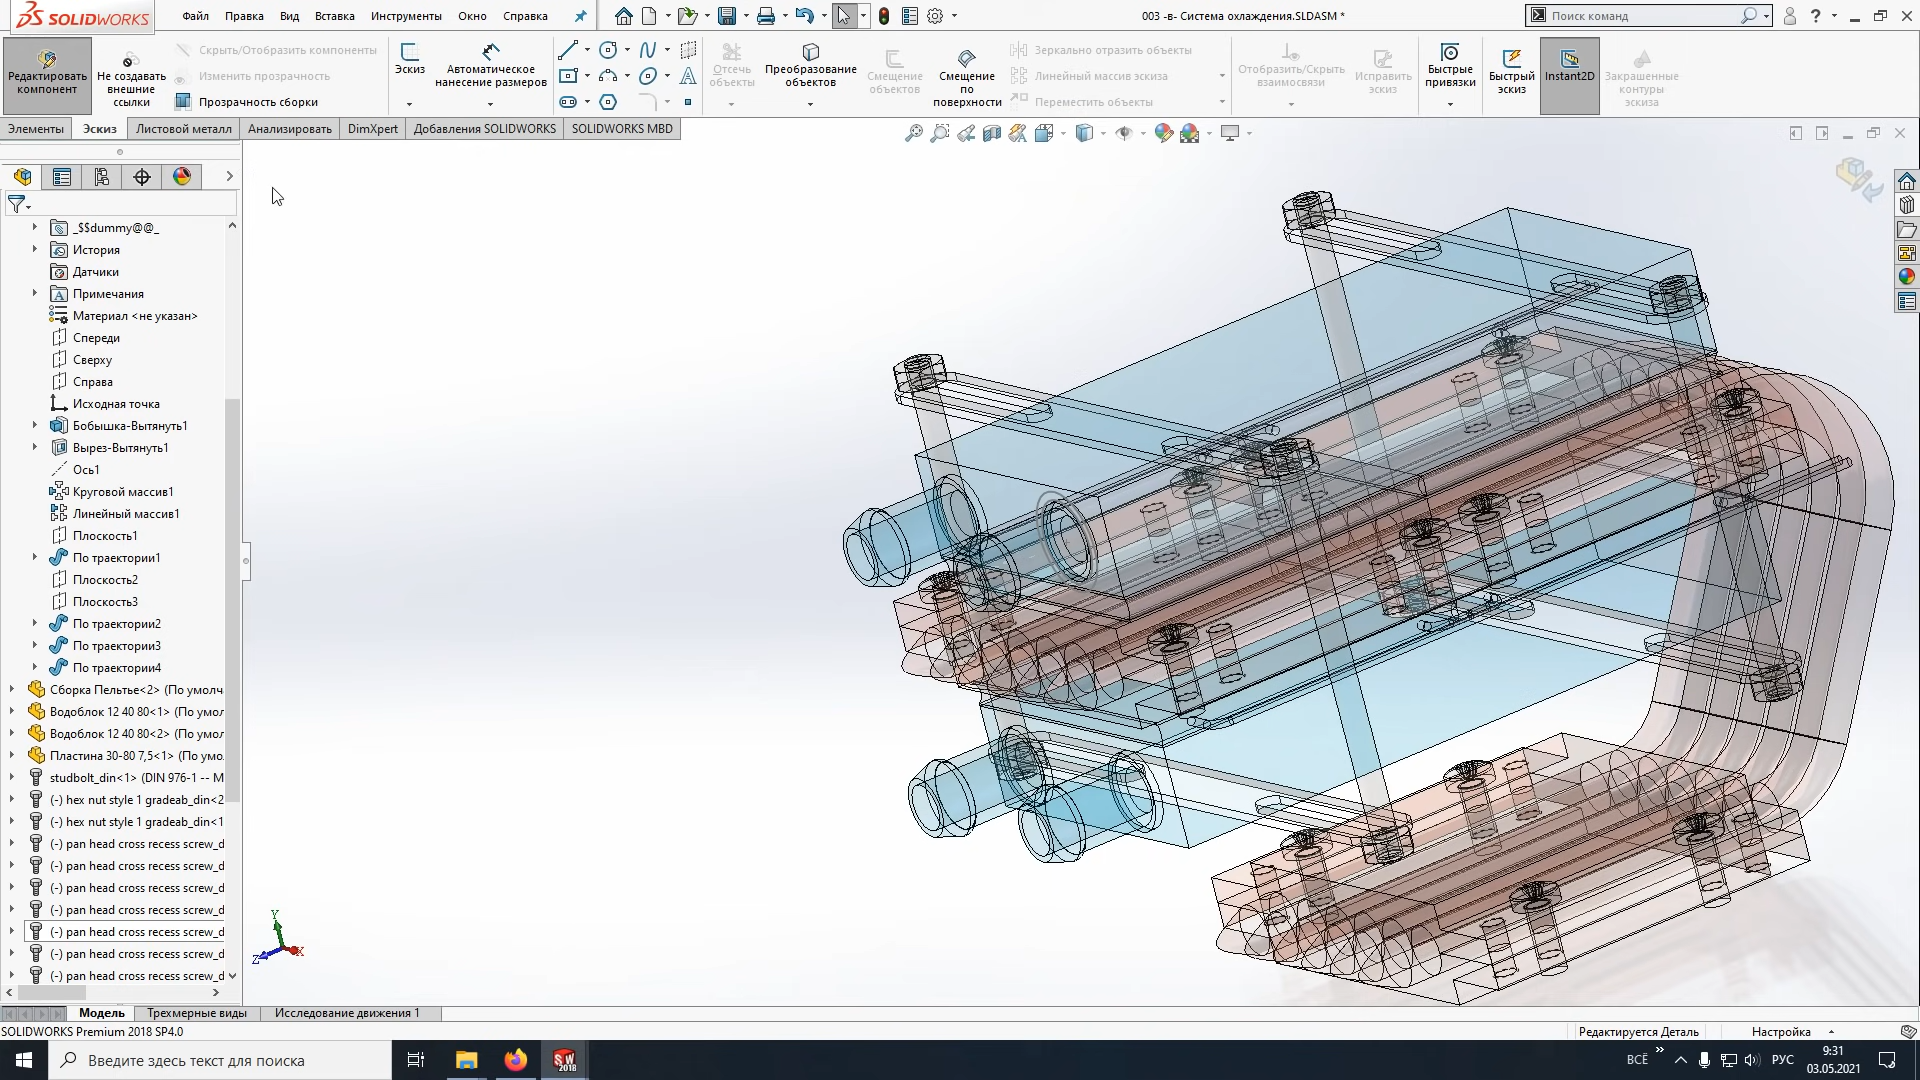 SOLIDWORKS
Файл
Правка
Вид
Вставка
Инструменты
Окно
Справка
003 -в- Система охлаждения.SLDASM *
Поиск команд
Редактировать
компонент
Не создавать
внешние
ссылки
Скрыть/Отобразить компоненты
Изменить прозрачность
Прозрачность сборки
Эскиз
Автоматическое
нанесение размеров
Отсечь
объекты
Преобразование
объектов
Смещение
объектов
Смещение
по
поверхности
Зеркально отразить объекты
Линейный массив эскиза
Переместить объекты
Отобразить/Скрыть
взаимосвязи
Исправить
эскиз
Быстрые
привязки
Быстрый
эскиз
Instant2D
Закрашенные
контуры
эскиза
Элементы
Эскиз
Листовой металл
Анализировать
DimXpert
Добавления SOLIDWORKS
SOLIDWORKS MBD
_$$dummy@@_
История
Датчики
Примечания
Материал <не указан>
Спереди
Сверху
Справа
Исходная точка
Бобышка-Вытянуть1
Вырез-Вытянуть1
Ось1
Круговой массив1
Линейный массив1
Плоскость1
По траектории1
Плоскость2
Плоскость3
По траектории2
По траектории3
По траектории4
Сборка Пельтье<2> (По умолч
Водоблок 12 40 80<1> (По умол
Водоблок 12 40 80<2> (По умол
Пластина 30-80 7,5<1> (По умо
studbolt_din<1> (DIN 976-1 -- M
(-) hex nut style 1 gradeab_din<2
(-) hex nut style 1 gradeab_din<1
(-) pan head cross recess screw_d
(-) pan head cross recess screw_d
(-) pan head cross recess screw_d
(-) pan head cross recess screw_d
(-) pan head cross recess screw_d
(-) pan head cross recess screw_d
(-) pan head cross recess screw_d
Y
Z
X
Модель
Трехмерные виды
Исследование движения 1
SOLIDWORKS Premium 2018 SP4.0
Редактируется Деталь
Настройка
Введите здесь текст для поиска
SW
2018
ВСЁ
РУС
9:31
03.05.2021